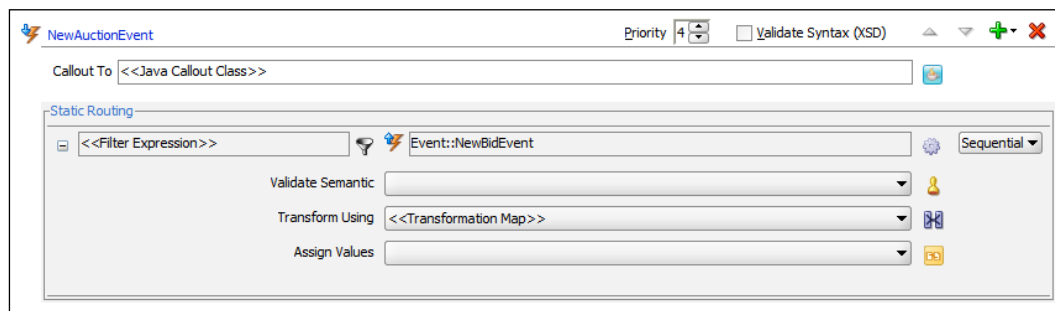 NewAuctionEvent Priority 4 Validate Syntax (XSD)
Callout To <<Java Callout Class>>
Static Routing
<<Filter Expression>> Event::NewBidEvent Sequential
Validate Semantic
Transform Using <<Transformation Map>>
Assign Values